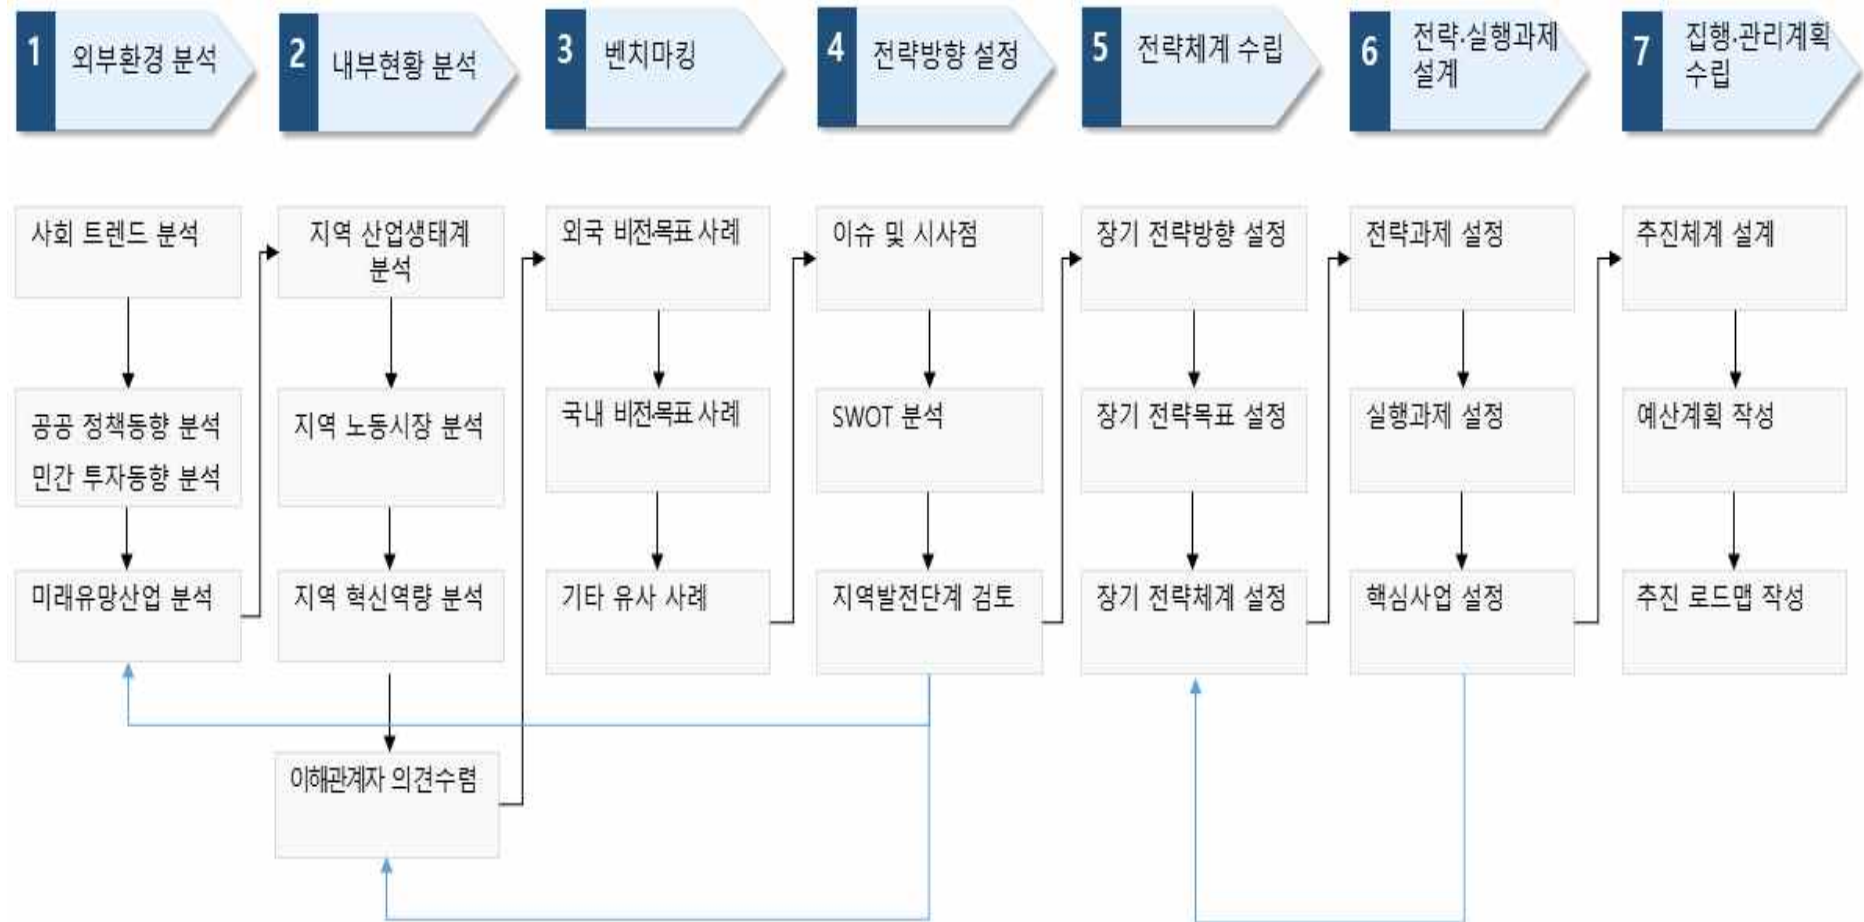 1
외부환경 분석
2
내부현황 분석
3
벤치마킹
4
전략방향 설정
5
전략체계 수립
6
전략·실행과제
설계
7
집행·관리계획
수립
사회 트렌드 분석
공공 정책동향 분석
민간 투자동향 분석
미래유망산업 분석
지역 산업생태계
분석
지역 노동시장 분석
지역 혁신역량 분석
이해관계자 의견수렴
외국 비전·목표 사례
국내 비전·목표 사례
기타 유사 사례
이슈 및 시사점
SWOT 분석
지역발전단계 검토
장기 전략방향 설정
장기 전략목표 설정
장기 전략체계 설정
전략과제 설정
실행과제 설정
핵심사업 설정
추진체계 설계
예산계획 작성
추진 로드맵 작성